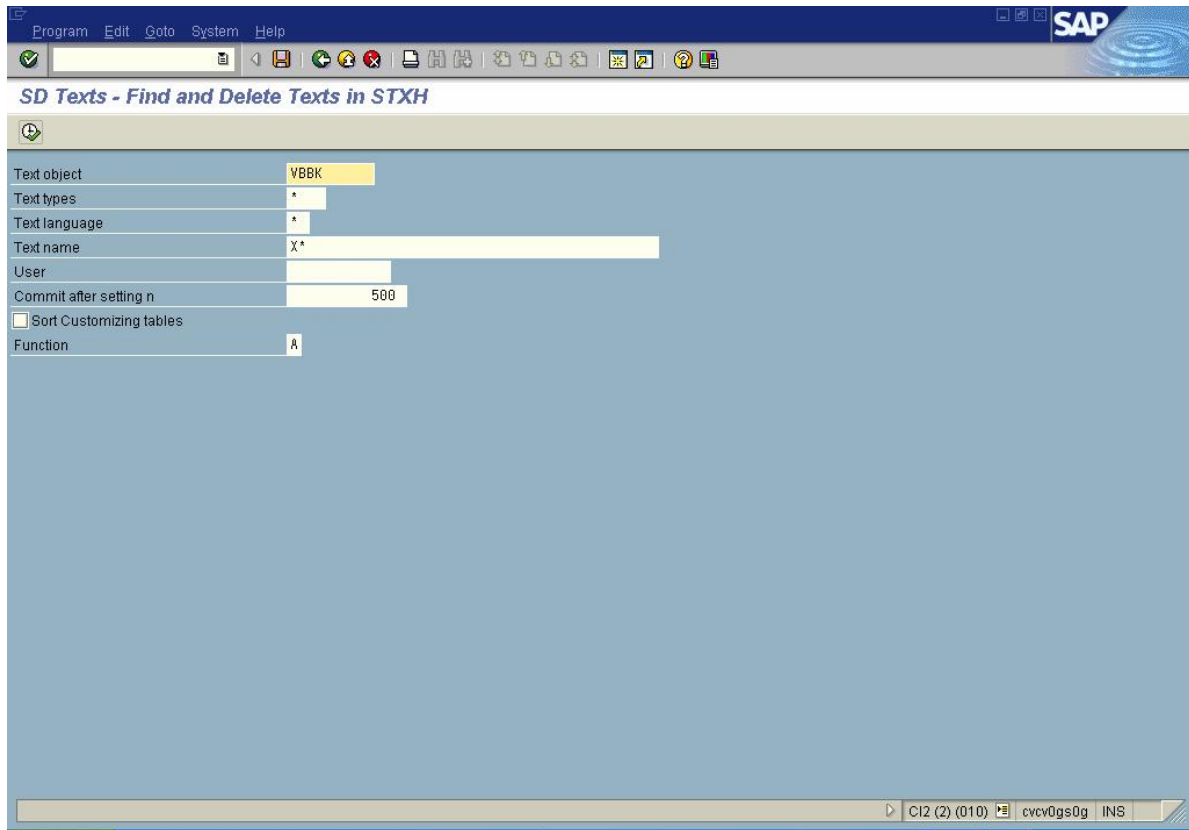 Program Edit Goto System Help
SAP
SD Texts - Find and Delete Texts in STXH
Text object VBBK
Text types *
Text language *
Text name X*
User
Commit after setting n 500
Sort Customizing tables
Function A
CI2 (2) (010) cvcv0gs0g INS